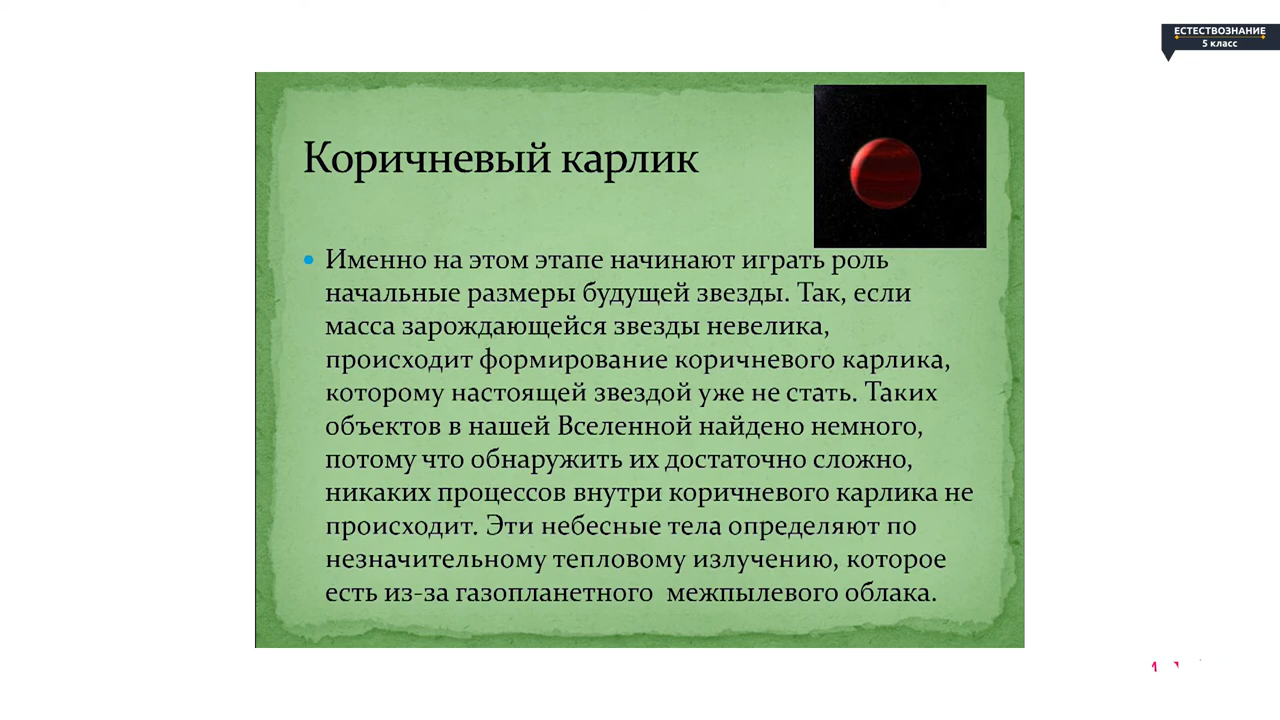 ЕСТЕСТВОЗНАНИЕ
5 класс
Коричневый карлик
Именно на этом этапе начинают играть роль
начальные размеры будущей звезды. Так, если
масса зарождающейся звезды невелика,
происходит формирование коричневого карлика,
которому настоящей звездой уже не стать. Таких
объектов в нашей Вселенной найдено немного,
потому что обнаружить их достаточно сложно,
никаких процессов внутри коричневого карлика не
происходит. Эти небесные тела определяют по
незначительному тепловому излучению, которое
есть из-за газопланетного межпылевого облака.